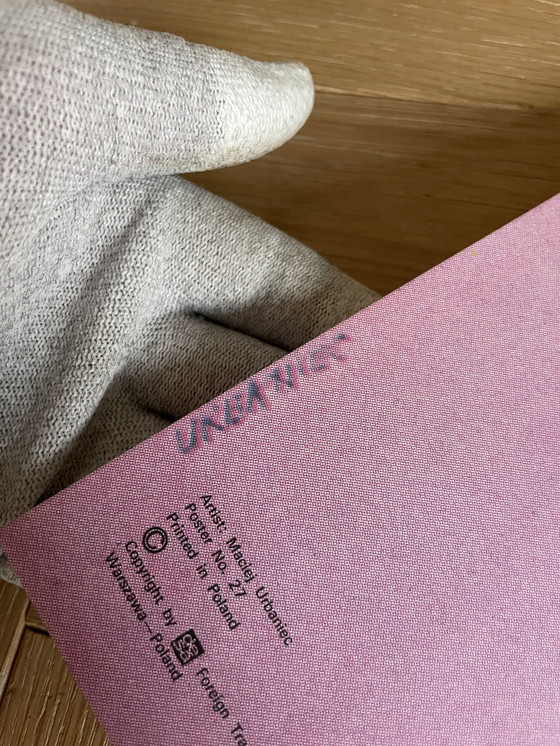 URBANIEC
Artist: Maciej Urbaniec
Poster No. 27
Printed in Poland
© Copyright by Foreign
Warszawa—Poland